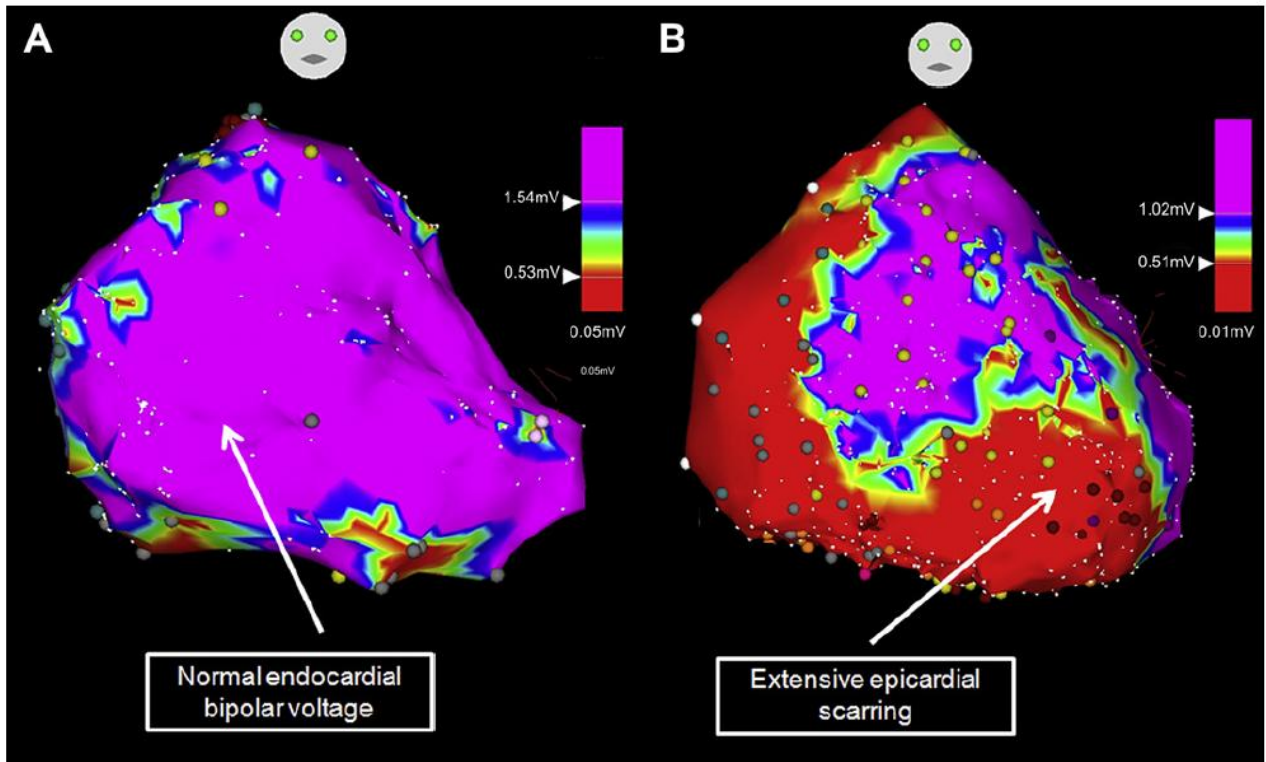 A
1.54mV
0.53mV
0.05mV
0.05mV
Normal endocardial
bipolar voltage
B
1.02mV
0.51mV
0.01mV
Extensive epicardial
scarring